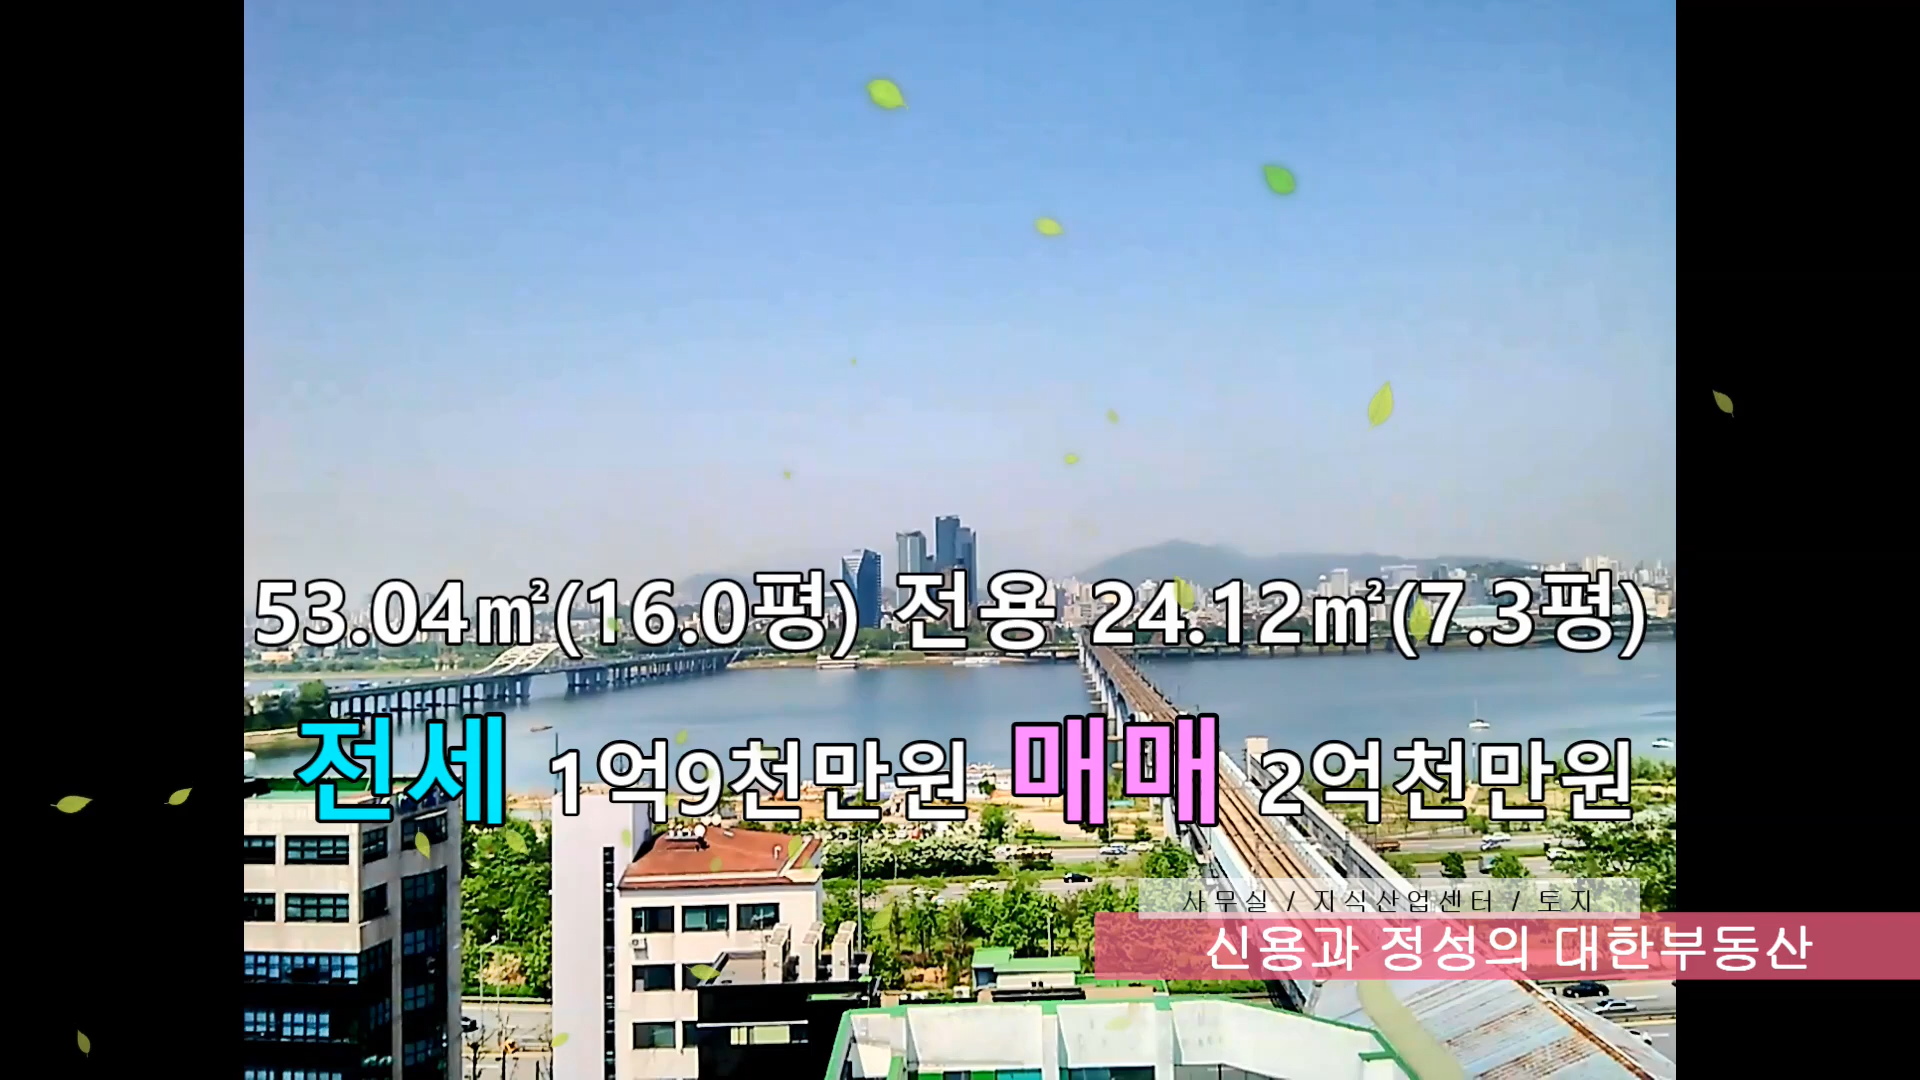 53.04㎡(16.0평) 전용 24.12㎡(7.3평)
전세 1억9천만원 매매 2억천만원
사무실 / 지식산업센터 / 토지
신용과 정성의 대한부동산